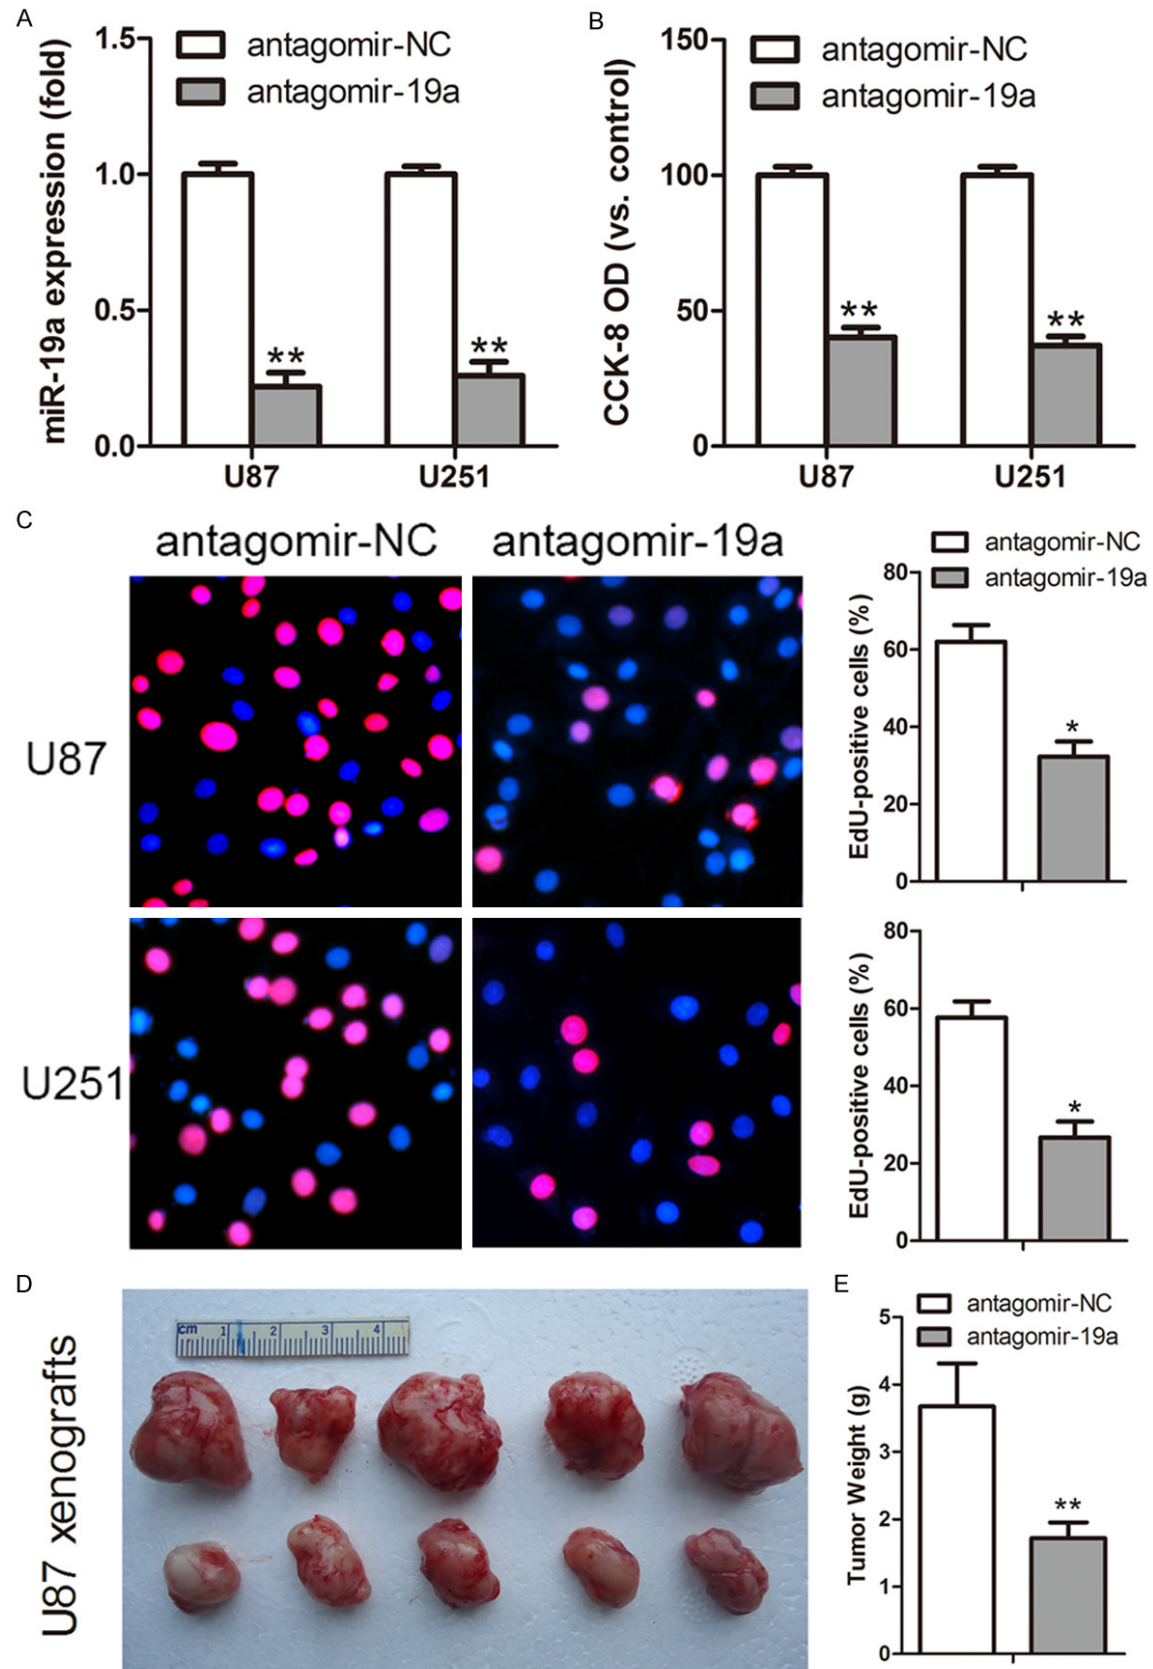 A
miR-19a expression (fold)
1.5
1.0
0.5
0.0
antagomir-NC
antagomir-19a
**
**
U87
U251
B
CCK-8 OD (vs. control)
150
100
50
0
antagomir-NC
antagomir-19a
**
**
U87
U251
C
antagomir-NC
antagomir-19a
U87
U251
antagomir-NC
antagomir-19a
EdU-positive cells (%)
80
60
40
20
0
*
EdU-positive cells (%)
80
60
40
20
0
*
D
U87 xenografts
cm 1 2 3 4
E
antagomir-NC
antagomir-19a
Tumor Weight (g)
5
4
3
2
1
0
**